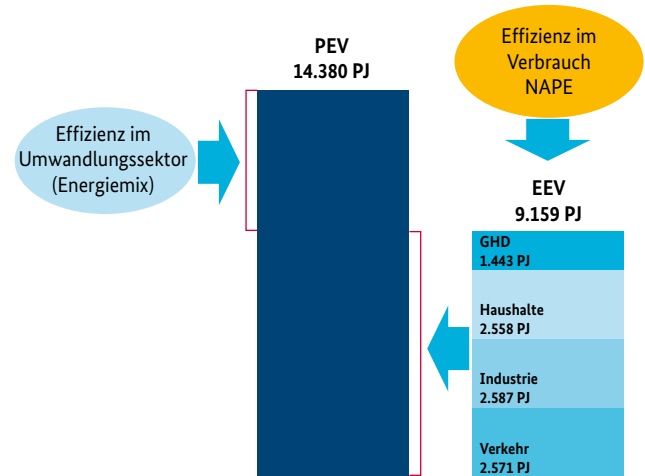 PEV
14.380 PJ
Effizienz im
Verbrauch
NAPE
Effizienz im
Umwandlungssektor
(Energiemix)
EEV
9.159 PJ
GHD
1.443 PJ
Haushalte
2.558 PJ
Industrie
2.587 PJ
Verkehr
2.571 PJ